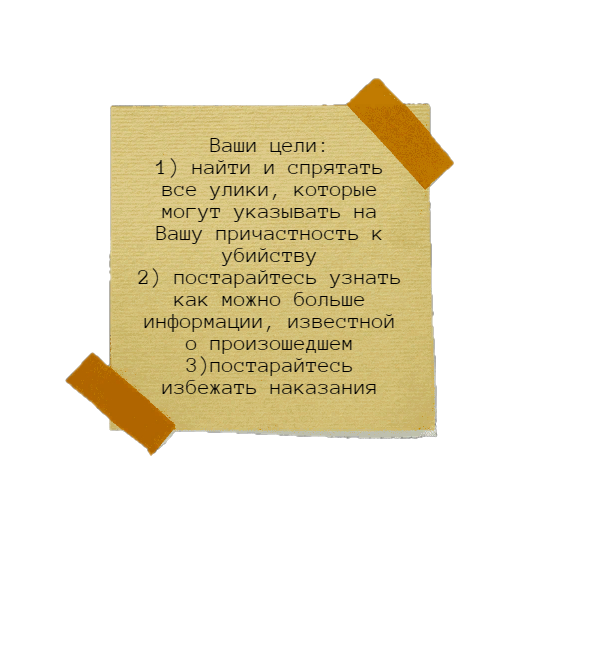 Ваши цели:
1) найти и спрятать
все улики, которые
могут указывать на
Вашу причастность к
убийству
2) постарайтесь узнать
как можно больше
информации, известной
о произошедшем
3)постарайтесь
избежать наказания